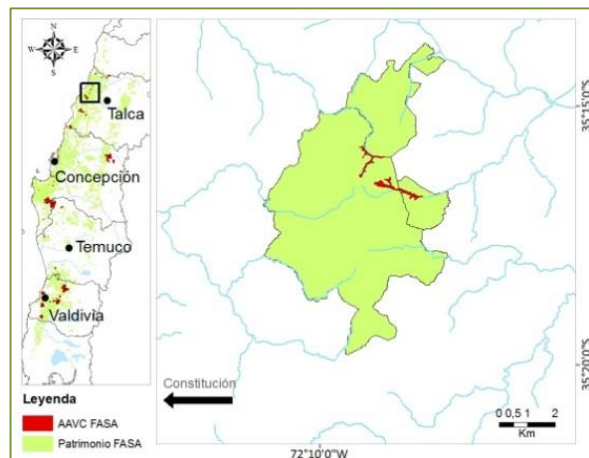 N
W E
S
Talca
Concepción
Temuco
Valdivia
Leyenda
AAVC FASA
Patrimonio FASA
Constitución
35°15'0"S
35°20'0"S
0 0,5 1 2
Km
72°10'0"W